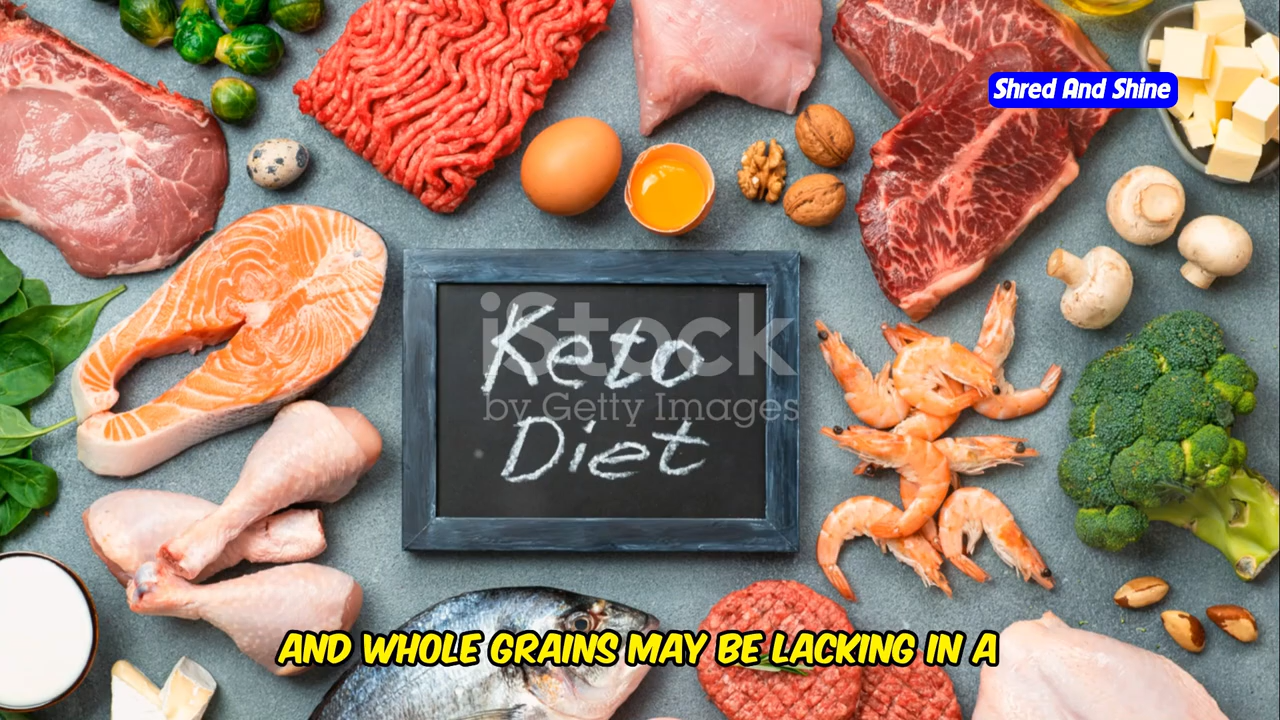 Shred And Shine
iStock
Keto
by Getty Images
Diet
AND WHOLE GRAINS MAY BE LACKING IN A